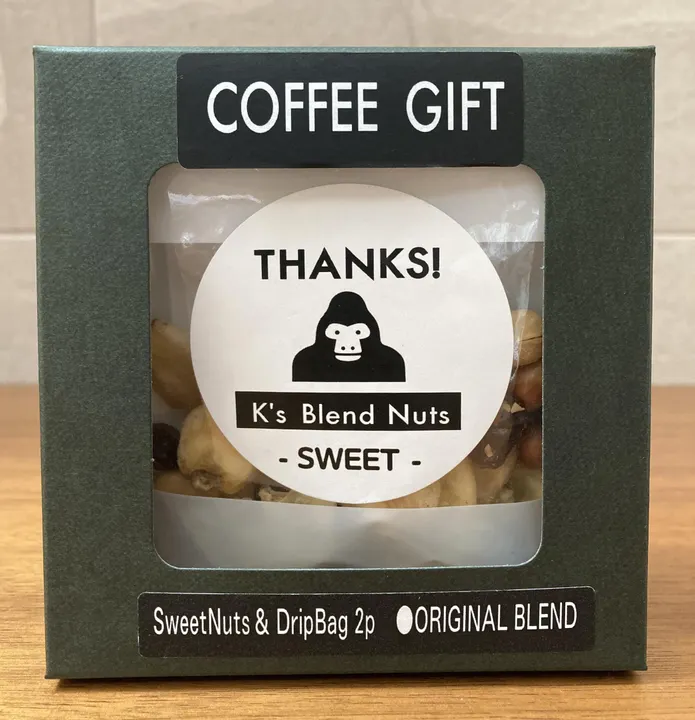 COFFEE GIFT
THANKS!
K's Blend Nuts
- SWEET -
SweetNuts & DripBag 2p ●ORIGINAL BLEND